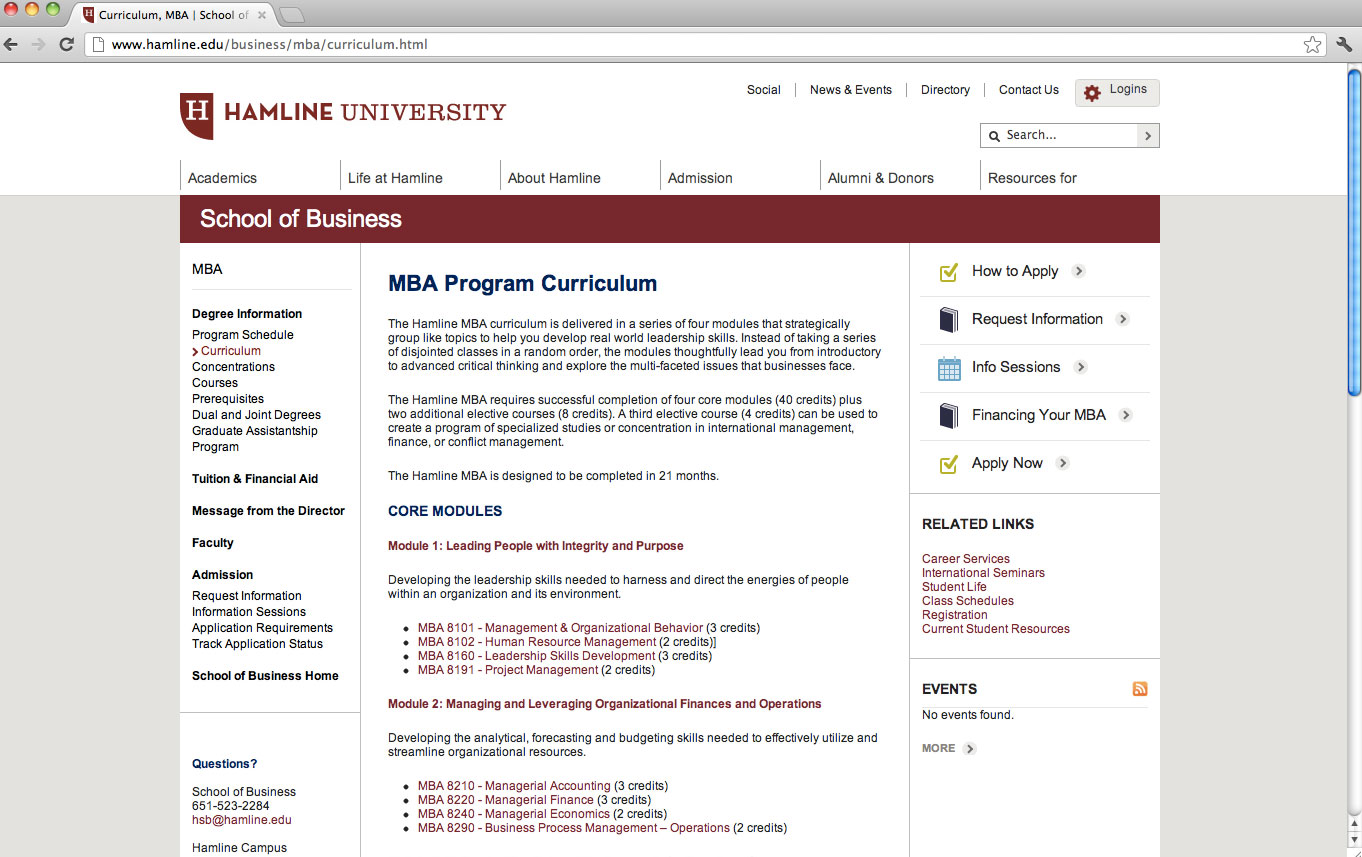 Curriculum, MBA | School of
www.hamline.edu/business/mba/curriculum.html
Social
News & Events
Directory
Contact Us
Logins
H HAMLINE UNIVERSITY
Search...
Academics
Life at Hamline
About Hamline
Admission
Alumni & Donors
Resources for
School of Business
MBA
Degree Information
Program Schedule
Curriculum
Concentrations
Courses
Prerequisites
Dual and Joint Degrees
Graduate Assistantship
Program
Tuition & Financial Aid
Message from the Director
Faculty
Admission
Request Information
Information Sessions
Application Requirements
Track Application Status
School of Business Home
Questions?
School of Business
651-523-2284
hsb@hamline.edu
Hamline Campus
MBA Program Curriculum
The Hamline MBA curriculum is delivered in a series of four modules that strategically
group like topics to help you develop real world leadership skills. Instead of taking a series
of disjointed classes in a random order, the modules thoughtfully lead you from introductory
to advanced critical thinking and explore the multi-faceted issues that businesses face.
The Hamline MBA requires successful completion of four core modules (40 credits) plus
two additional elective courses (8 credits). A third elective course (4 credits) can be used to
create a program of specialized studies or concentration in international management,
finance, or conflict management.
The Hamline MBA is designed to be completed in 21 months.
CORE MODULES
Module 1: Leading People with Integrity and Purpose
Developing the leadership skills needed to harness and direct the energies of people
within an organization and its environment.
• MBA 8101 - Management & Organizational Behavior (3 credits)
• MBA 8102 - Human Resource Management (2 credits)]
• MBA 8160 - Leadership Skills Development (3 credits)
• MBA 8191 - Project Management (2 credits)
Module 2: Managing and Leveraging Organizational Finances and Operations
Developing the analytical, forecasting and budgeting skills needed to effectively utilize and
streamline organizational resources.
• MBA 8210 - Managerial Accounting (3 credits)
• MBA 8220 - Managerial Finance (3 credits)
• MBA 8240 - Managerial Economics (2 credits)
• MBA 8290 - Business Process Management – Operations (2 credits)
How to Apply
Request Information
Info Sessions
Financing Your MBA
Apply Now
RELATED LINKS
Career Services
International Seminars
Student Life
Class Schedules
Registration
Current Student Resources
EVENTS
No events found.
MORE